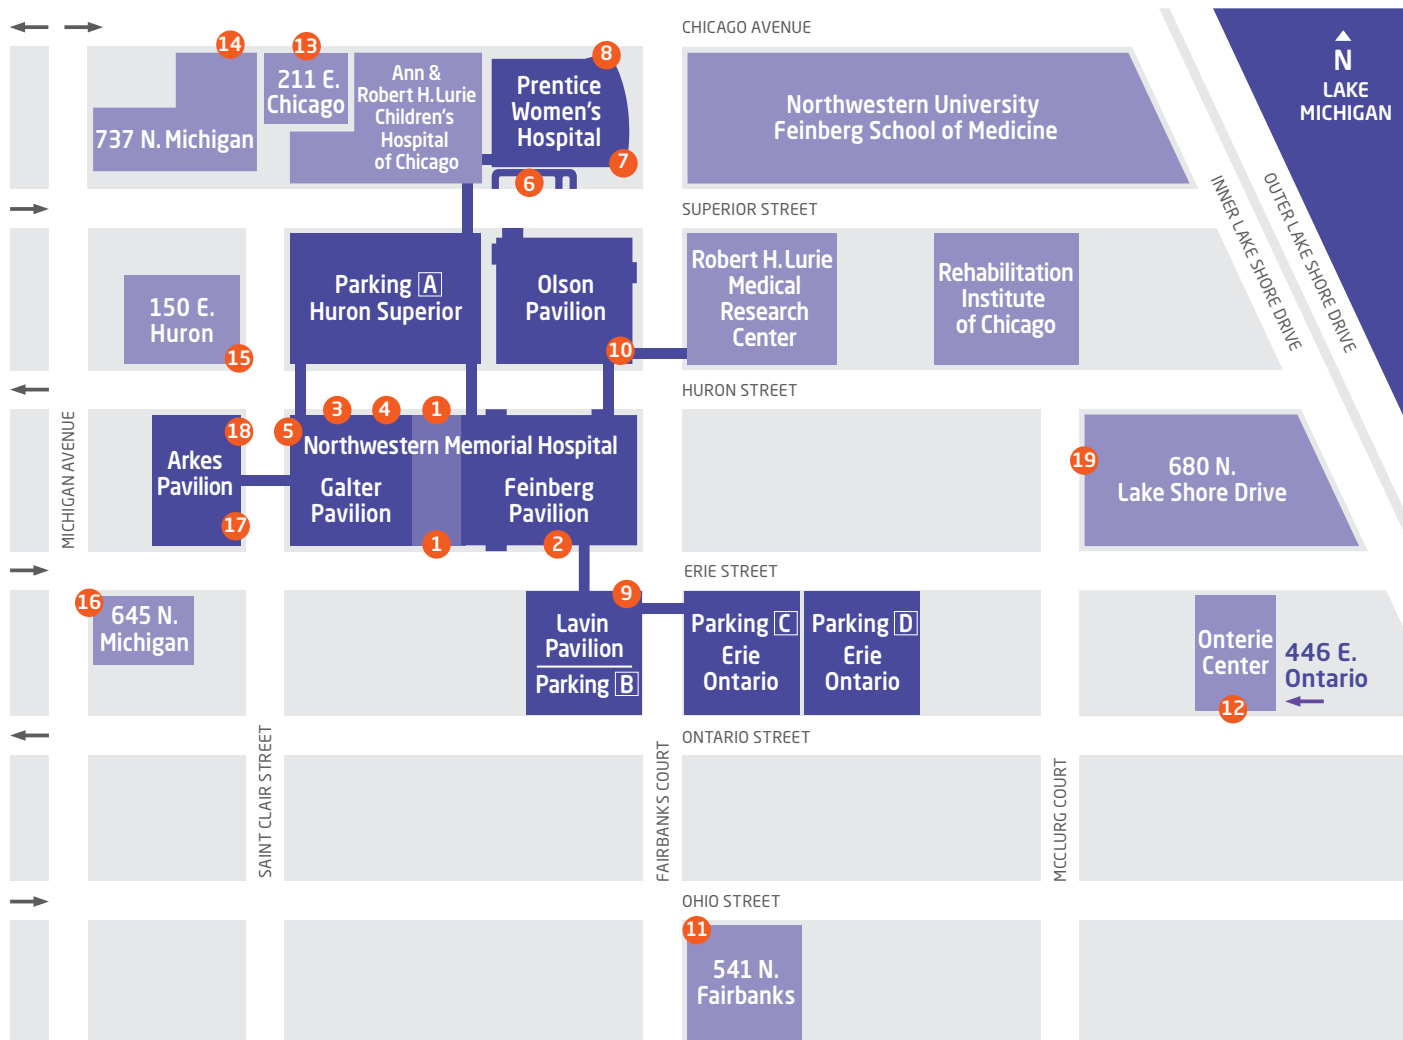 CHICAGO AVENUE
14
13
8
N
LAKE
MICHIGAN
737 N. Michigan
211 E.
Chicago
Ann &
Robert H. Lurie
Children's
Hospital
of Chicago
Prentice
Women's
Hospital
7
6
Northwestern University
Feinberg School of Medicine
INNER LAKE SHORE DRIVE
OUTER LAKE SHORE DRIVE
SUPERIOR STREET
150 E.
Huron
15
Parking A
Huron Superior
Olson
Pavilion
10
Robert H. Lurie
Medical
Research
Center
Rehabilitation
Institute
of Chicago
HURON STREET
MICHIGAN AVENUE
18
Arkes
Pavilion
17
5
3
4
1
Northwestern Memorial Hospital
Galter
Pavilion
Feinberg
Pavilion
1
2
19
680 N.
Lake Shore Drive
ERIE STREET
16
645 N.
Michigan
9
Lavin
Pavilion
Parking B
Parking C
Erie
Ontario
Parking D
Erie
Ontario
Onterie
Center
12
446 E.
Ontario
ONTARIO STREET
SAINT CLAIR STREET
FAIRBANKS COURT
MCCLURG COURT
OHIO STREET
11
541 N.
Fairbanks